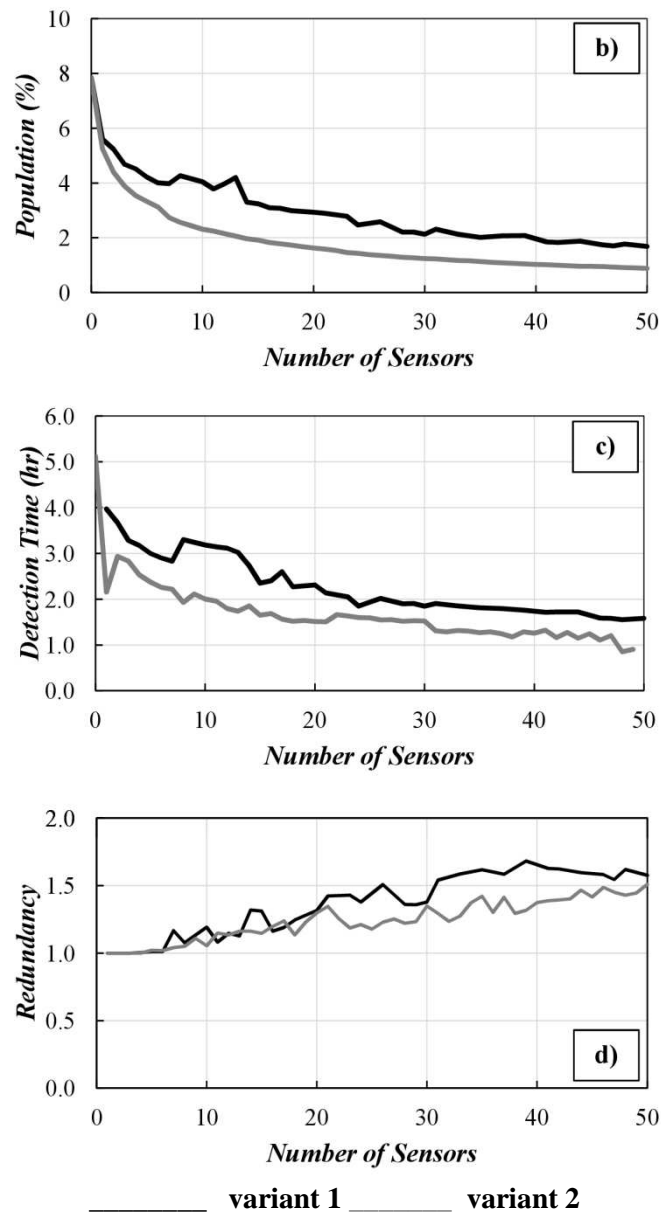 10
b)
8
6
4
2
0
Population (%)
0 10 20 30 40 50
Number of Sensors
6.0
c)
5.0
4.0
3.0
2.0
1.0
0.0
Detection Time (hr)
0 10 20 30 40 50
Number of Sensors
2.0
1.5
1.0
0.5
0.0
Redundancy
d)
0 10 20 30 40 50
Number of Sensors
variant 1 variant 2